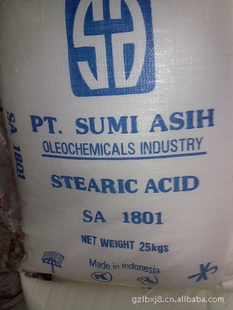 SA
SA 1801
PT. SUMI ASIH
OLEOCHEMICALS INDUSTRY
STEARIC ACID
SA 1801
NET WEIGHT 25kgs
Made in Indonesia
gzlbxj8.cn.alibaba.com